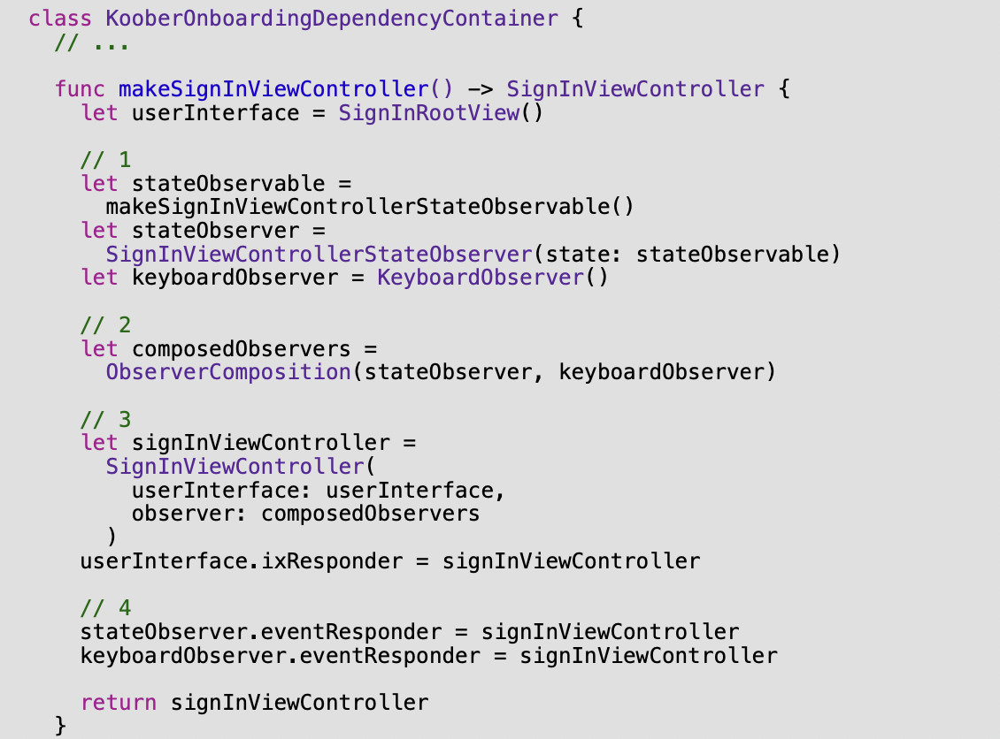 class KooberOnboardingDependencyContainer {
// ...
func makeSignInViewController() -> SignInViewController {
let userInterface = SignInRootView()
// 1
let stateObservable =
makeSignInViewControllerStateObservable()
let stateObserver =
SignInViewControllerStateObserver(state: stateObservable)
let keyboardObserver = KeyboardObserver()
// 2
let composedObservers =
ObserverComposition(stateObserver, keyboardObserver)
// 3
let signInViewController =
SignInViewController(
userInterface: userInterface,
observer: composedObservers
)
userInterface.ixResponder = signInViewController
// 4
stateObserver.eventResponder = signInViewController
keyboardObserver.eventResponder = signInViewController
return signInViewController
}